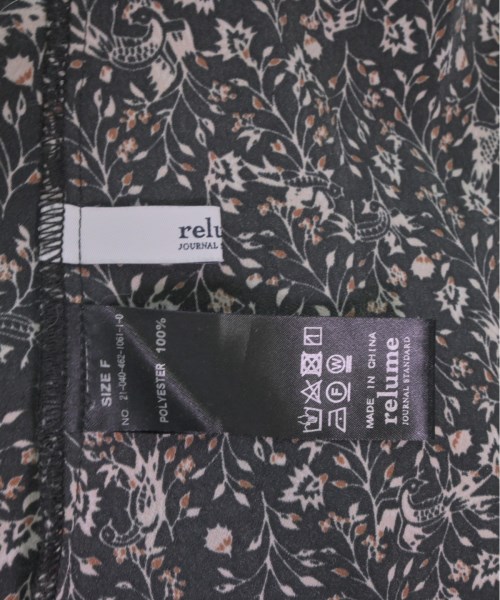 relu
JOURNAL S
SIZE F
NO. 21-040-462-1061-1-0
POLYESTER 100%
MADE IN CHINA
relume
JOURNAL STANDARD